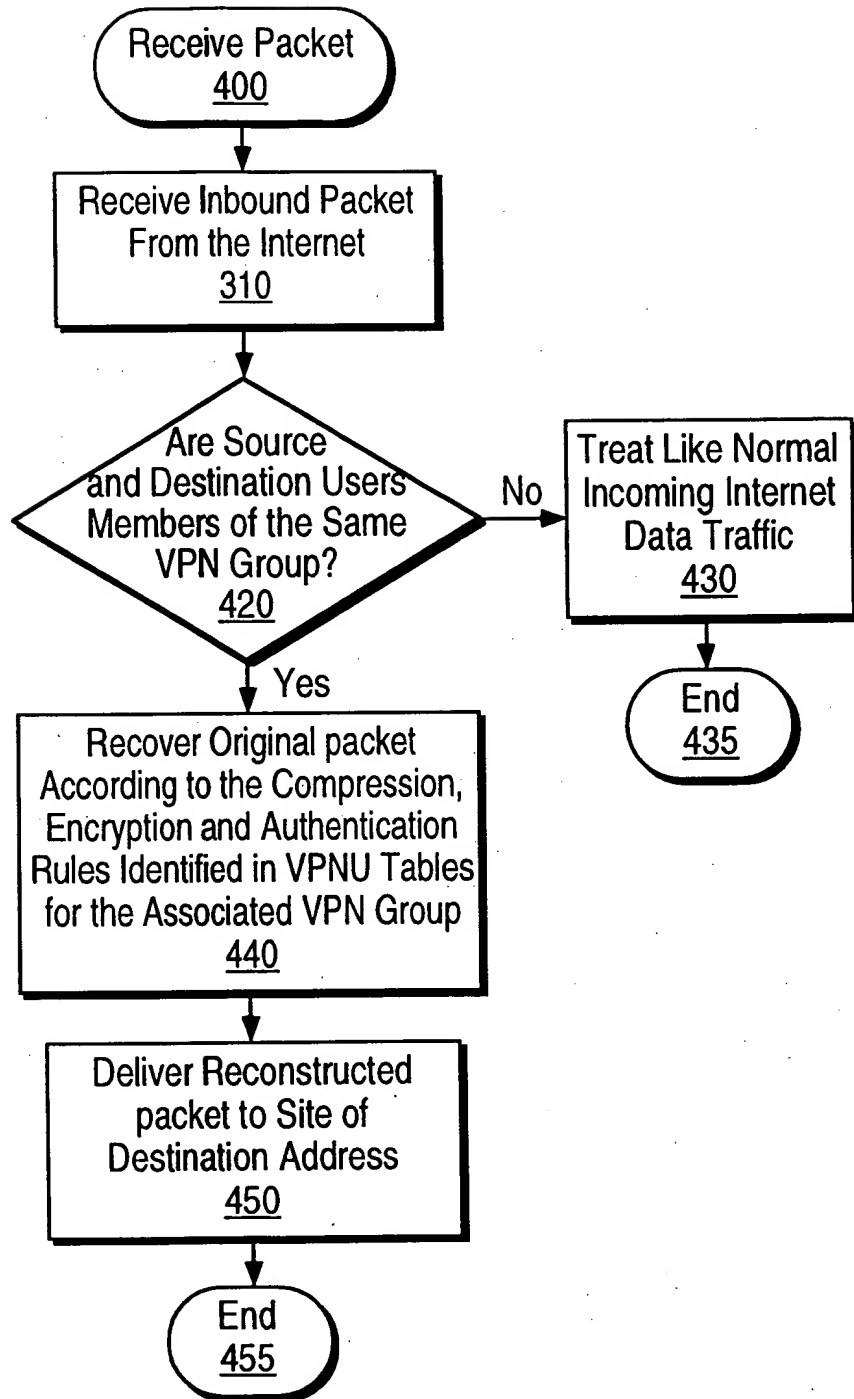 Receive Packet
400
Receive Inbound Packet
From the Internet
310
Are Source
and Destination Users
Members of the Same
VPN Group?
420
No
Treat Like Normal
Incoming Internet
Data Traffic
430
End
435
Yes
Recover Original packet
According to the Compression,
Encryption and Authentication
Rules Identified in VPNU Tables
for the Associated VPN Group
440
Deliver Reconstructed
packet to Site of
Destination Address
450
End
455